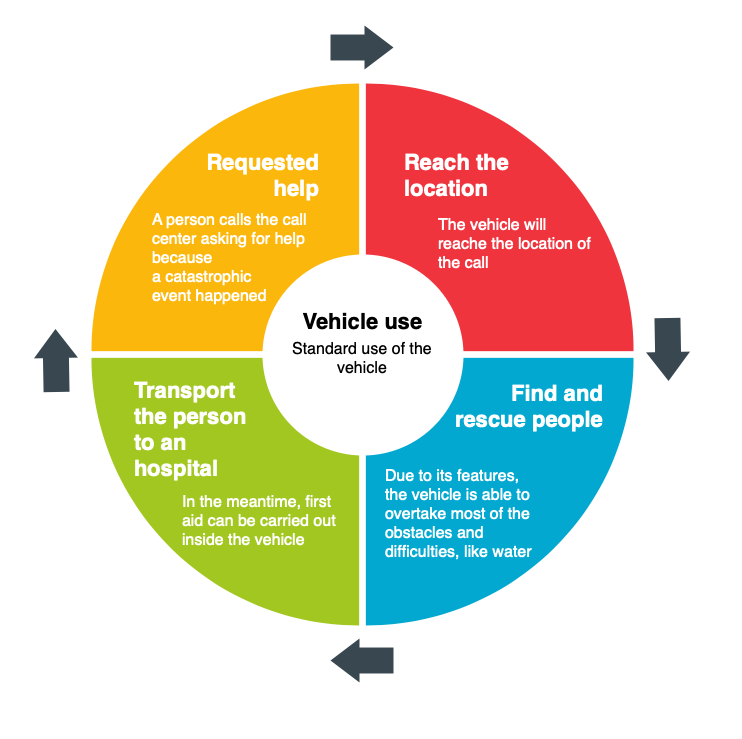 Requested
help
A person calls the call
center asking for help
because
a catastrophic
event happened
Reach the
location
The vehicle will
reache the location of
the call
Vehicle use
Standard use of the
vehicle
Transport
the person
to an
hospital
In the meantime, first
aid can be carried out
inside the vehicle
Find and
rescue people
Due to its features,
the vehicle is able to
overtake most of the
obstacles and
difficulties, like water